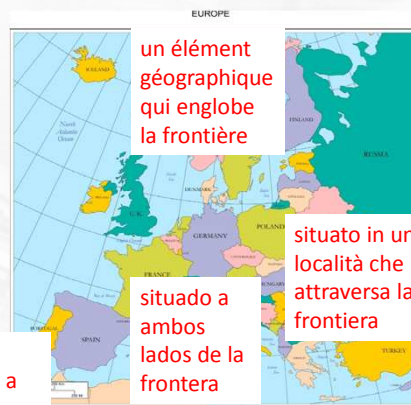 EUROPE
un élément
géographique
qui englobe
la frontière
ICELAND
North
Atlantic
Ocean
FINLAND
RUSSIA
DENMARK
U.K.
GERMANY
POLAND
FRANCE
situato in un
località che
attraversa la
frontiera
situado a
ambos
lados de la
frontera
PORTUGAL
SPAIN
TURKEY
a